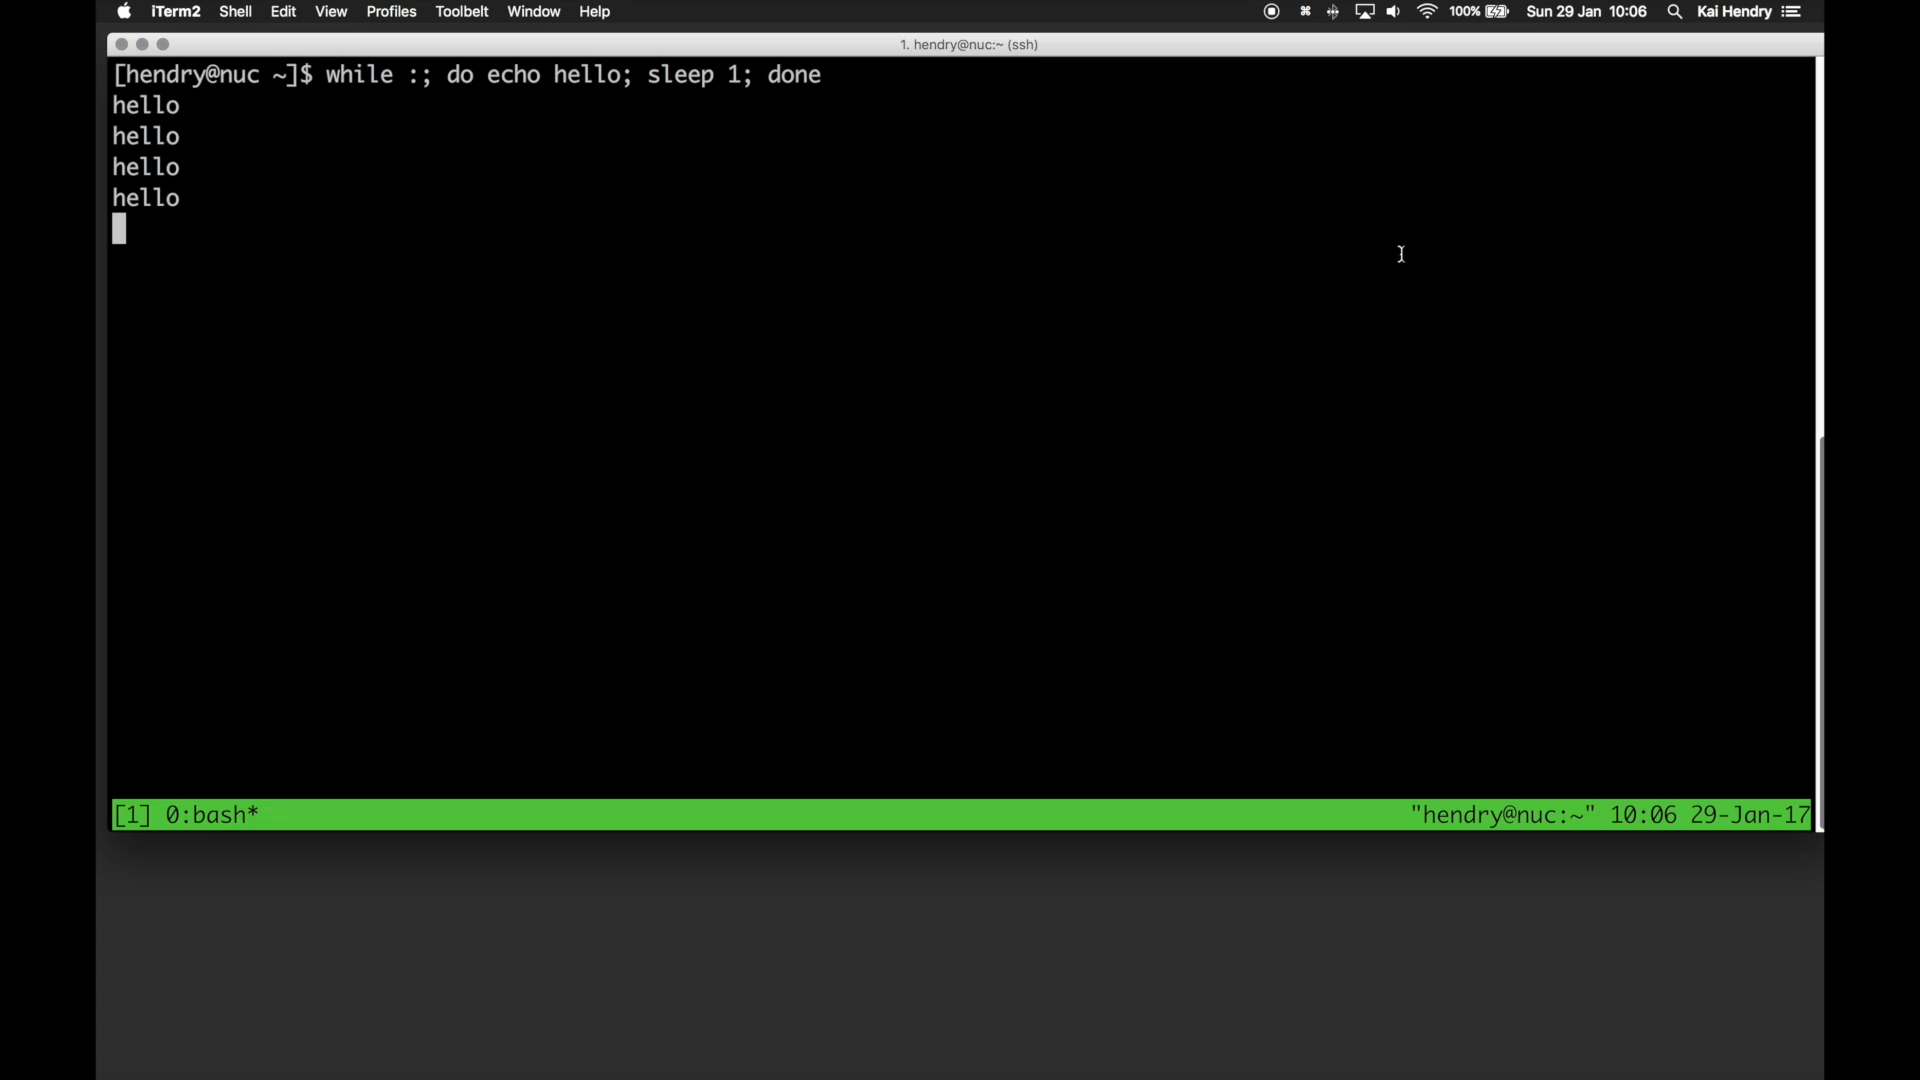 iTerm2 Shell Edit View Profiles Toolbelt Window Help 100% Sun 29 Jan 10:06 Kai Hendry
1. hendry@nuc:~ (ssh)
[hendry@nuc ~]$ while :; do echo hello; sleep 1; done
hello
hello
hello
hello
[1] 0:bash* "hendry@nuc:~" 10:06 29-Jan-17